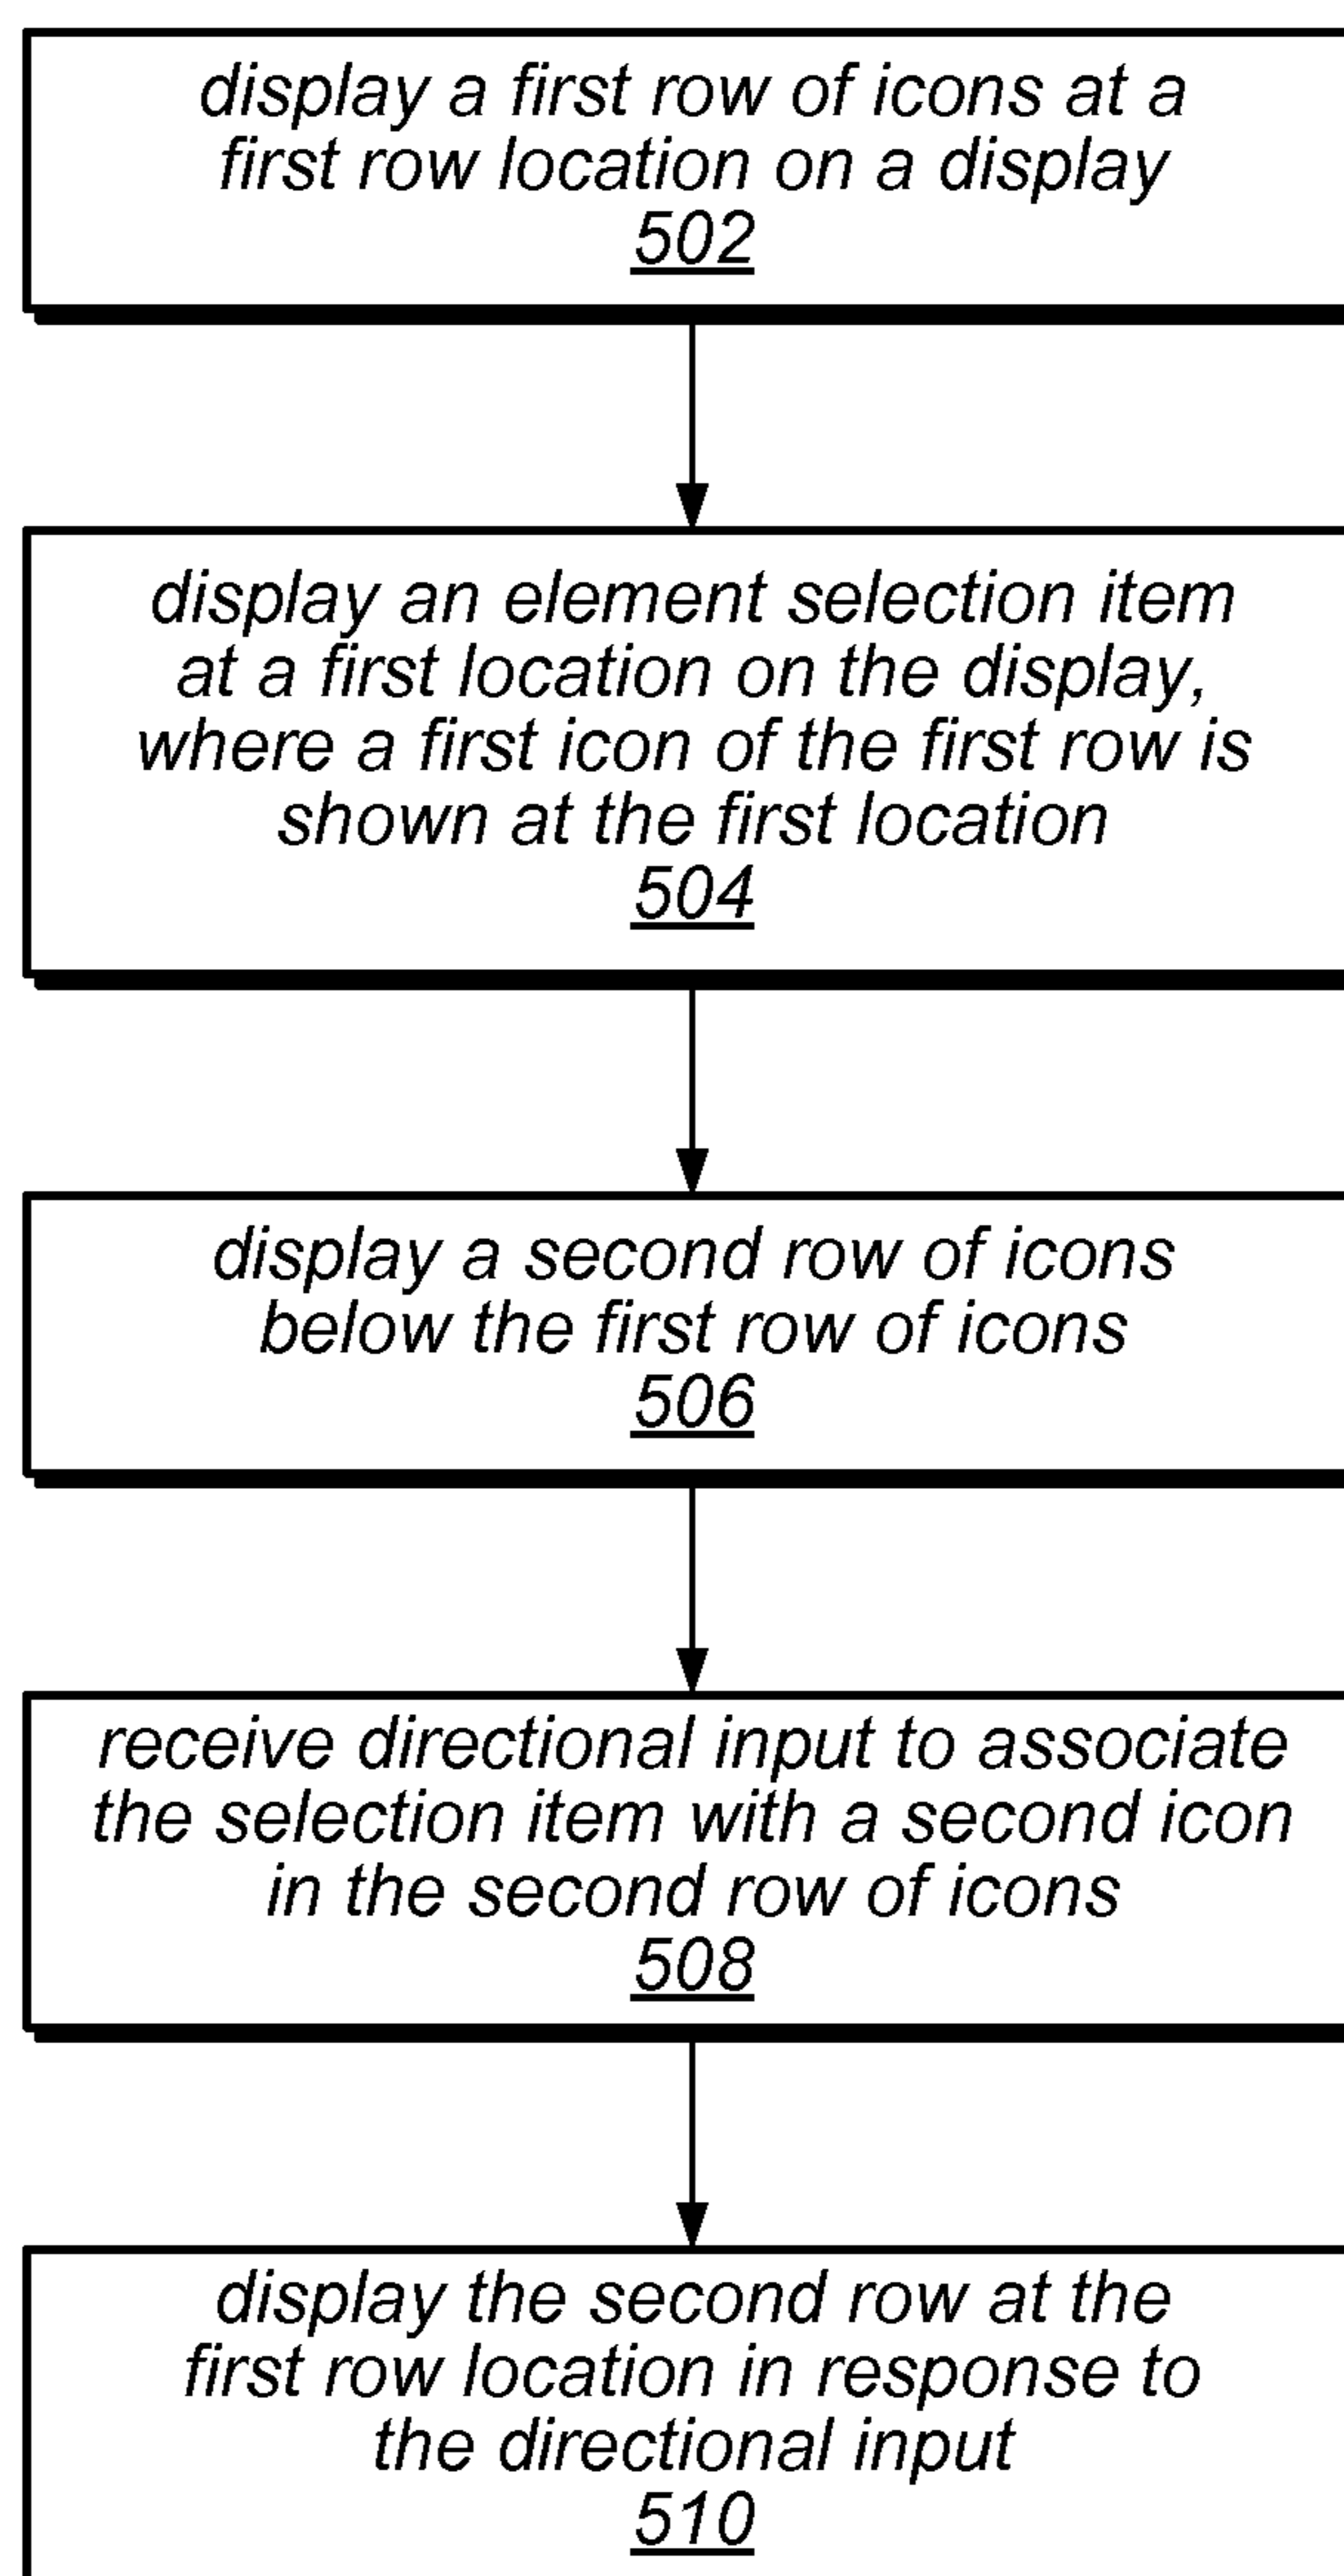 display a first row of icons at a
first row location on a display
502
display an element selection item
at a first location on the display,
where a first icon of the first row is
shown at the first location
504
display a second row of icons
below the first row of icons
506
receive directional input to associate
the selection item with a second icon
in the second row of icons
508
display the second row at the
first row location in response to
the directional input
510